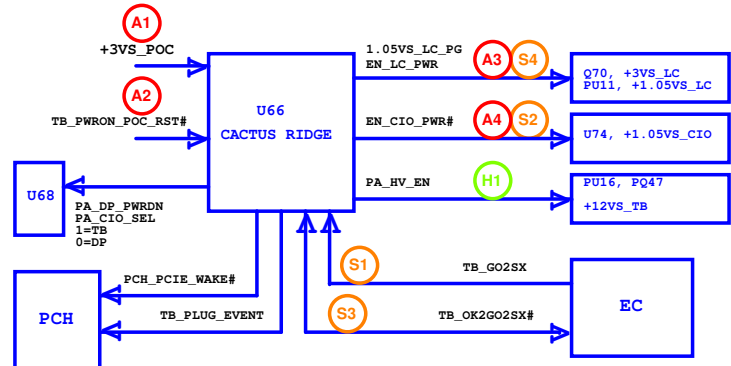 A1
+3VS_POC
A2
TB_PWRON_POC_RST#
U66
CACTUS RIDGE
1.05VS_LC_PG
EN_LC_PWR
A3 S4
Q70, +3VS_LC
PU11, +1.05VS_LC
EN_CIO_PWR#
A4 S2
U74, +1.05VS_CIO
PA_HV_EN
H1
PU16, PQ47
+12VS_TB
U68
PA_DP_PWRDN
PA_CIO_SEL
1=TB
0=DP
PCH
PCH_PCIE_WAKE#
TB_PLUG_EVENT
S1
TB_GO2SX
S3
TB_OK2GO2SX#
EC